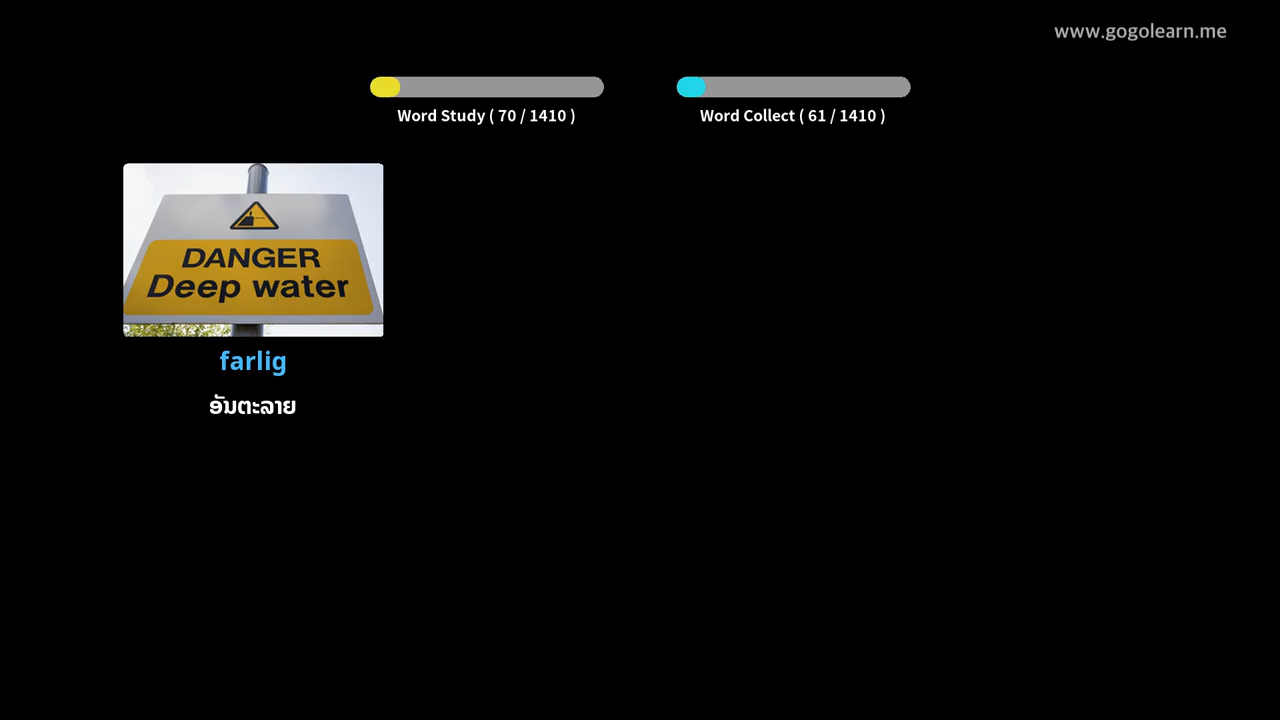 www.gogolearn.me
Word Study ( 70 / 1410 )
Word Collect ( 61 / 1410 )
DANGER
Deep water
farlig
ອັນຕະລາຍ